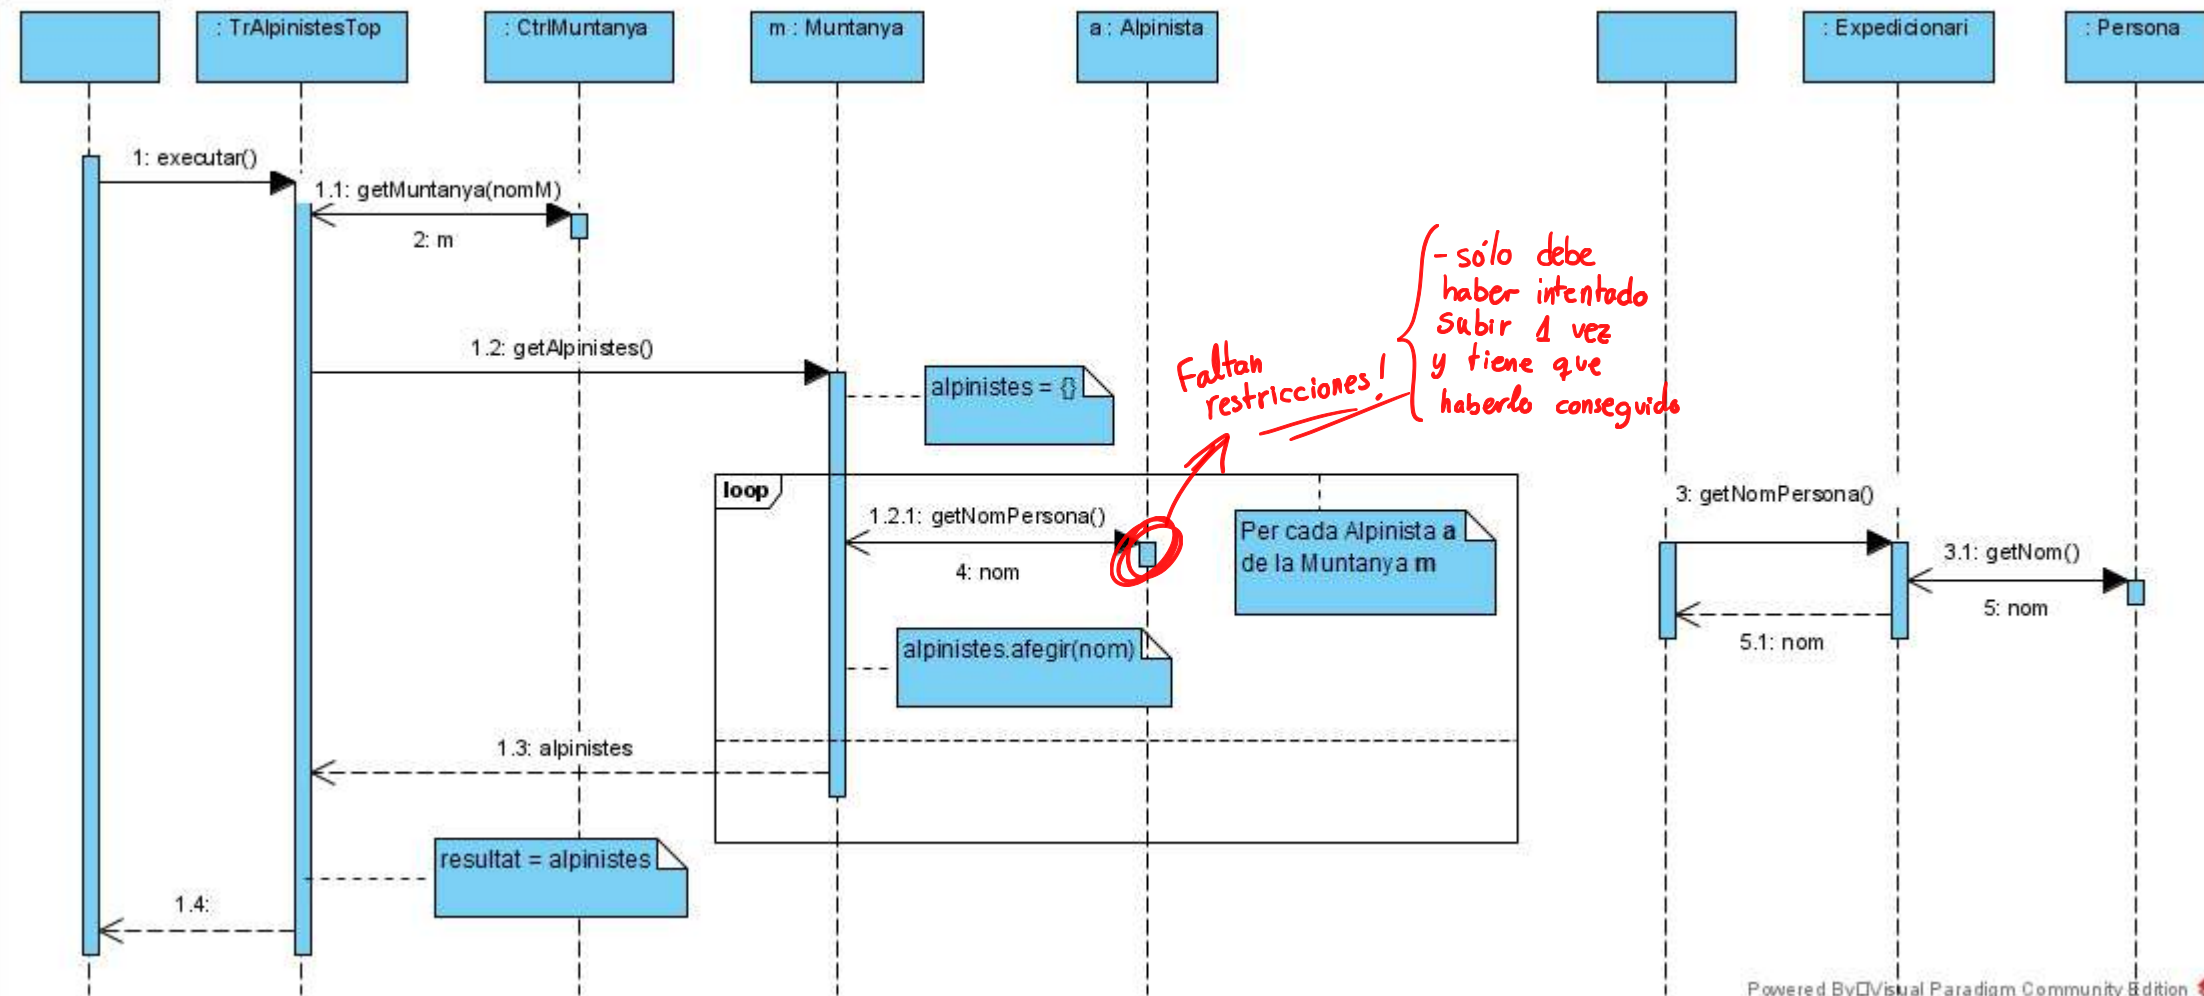 : TrAlpinistesTop
: CtrlMuntanya
m : Muntanya
a : Alpinista
: Expedicionari
: Persona
1: executar()
1.1: getMuntanya(nomM)
2: m
1.2: getAlpinistes()
alpinistes = {}
Faltan
restricciones!
- sólo debe
haber intentado
subir 1 vez
y tiene que
haberlo conseguido
loop
1.2.1: getNomPersona()
4: nom
Per cada Alpinista a
de la Muntanya m
alpinistes.afegir(nom)
1.3: alpinistes
resultat = alpinistes
1.4:
3: getNomPersona()
3.1: getNom()
5: nom
5.1: nom
Powered By Visual Paradigm Community Edition